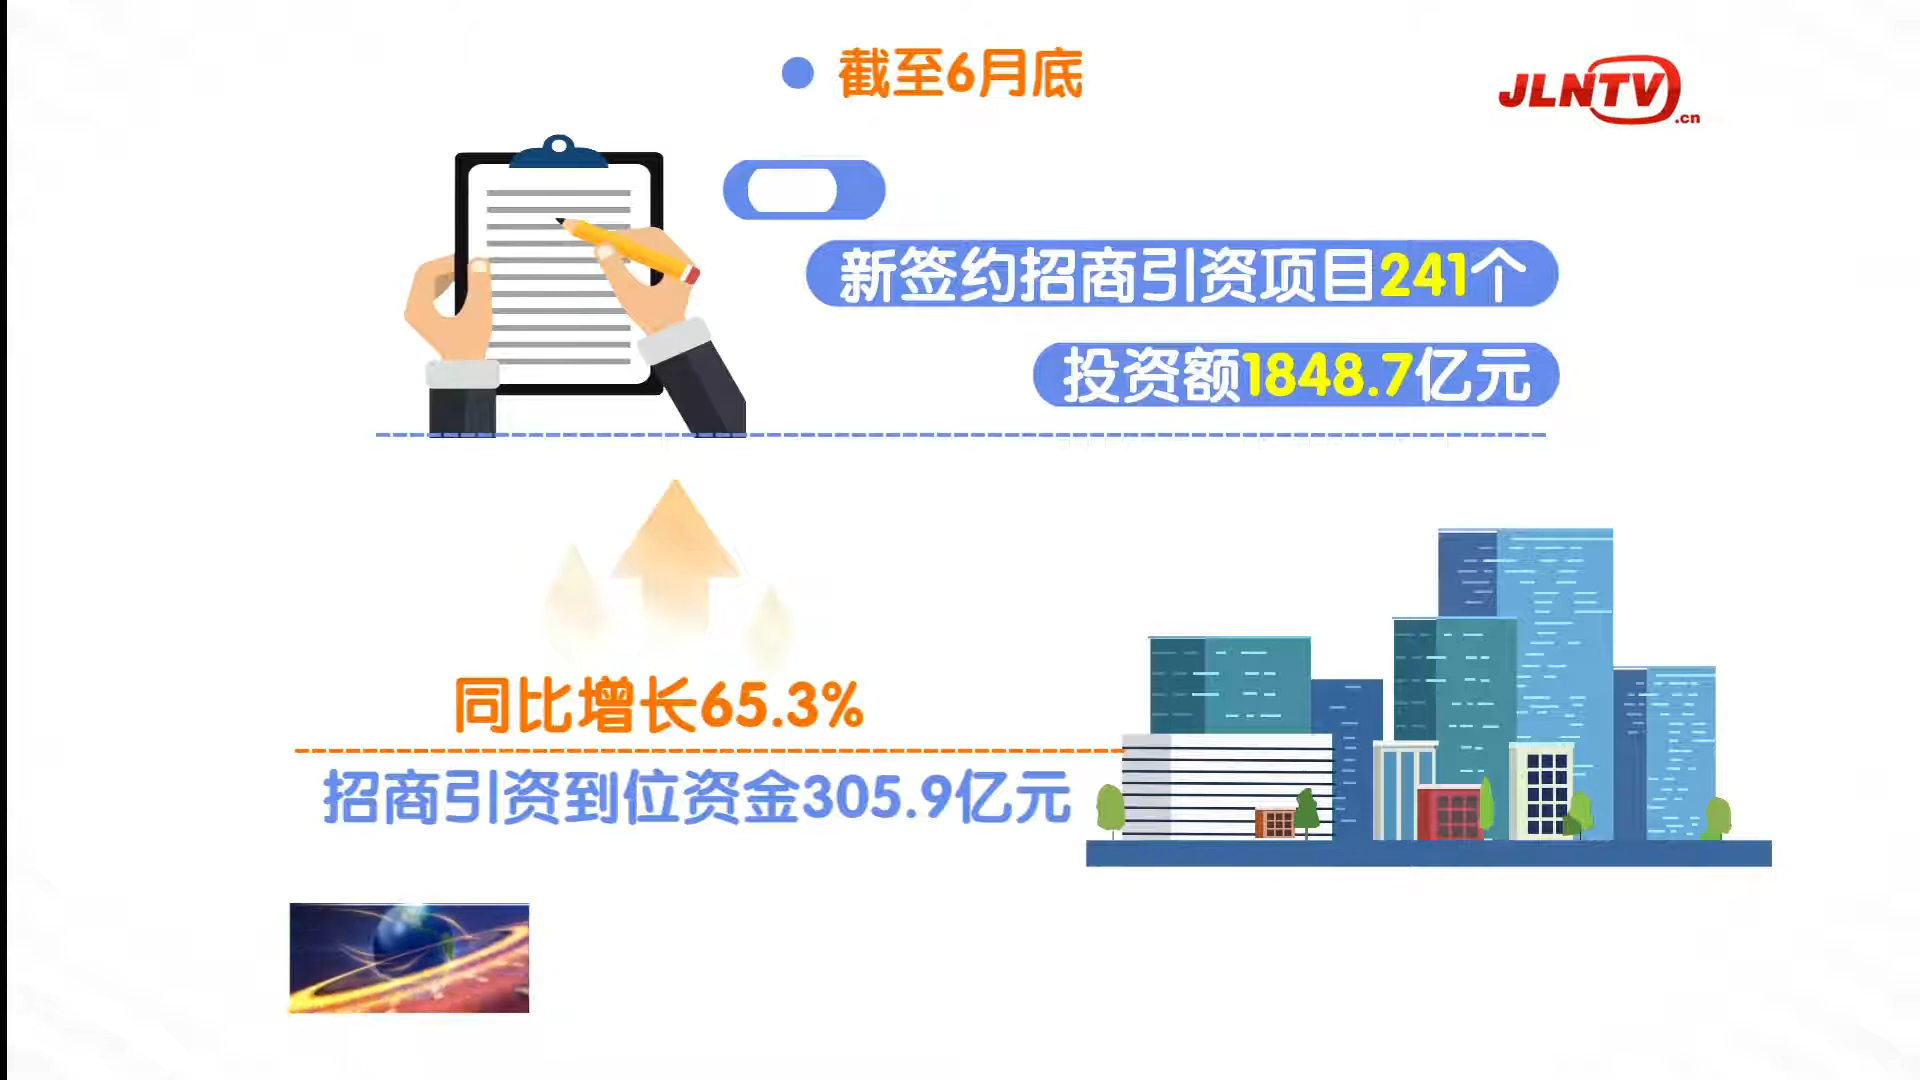 截至6月底
JLNTV.cn
新签约招商引资项目241个
投资额1848.7亿元
同比增长65.3%
招商引资到位资金305.9亿元